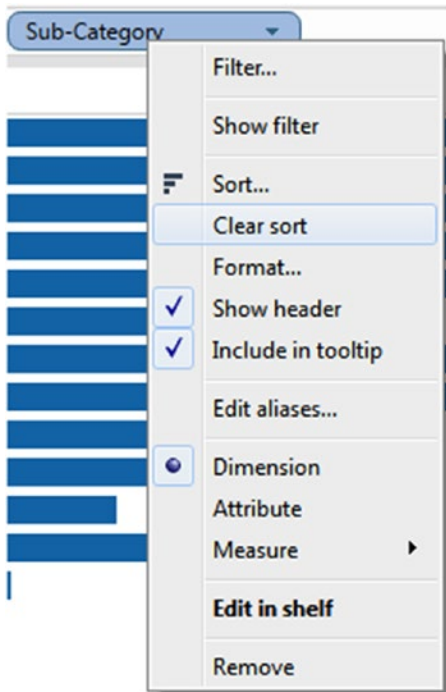 Sub-Category
Filter...
Show filter
Sort...
Clear sort
Format...
Show header
Include in tooltip
Edit aliases...
Dimension
Attribute
Measure
Edit in shelf
Remove